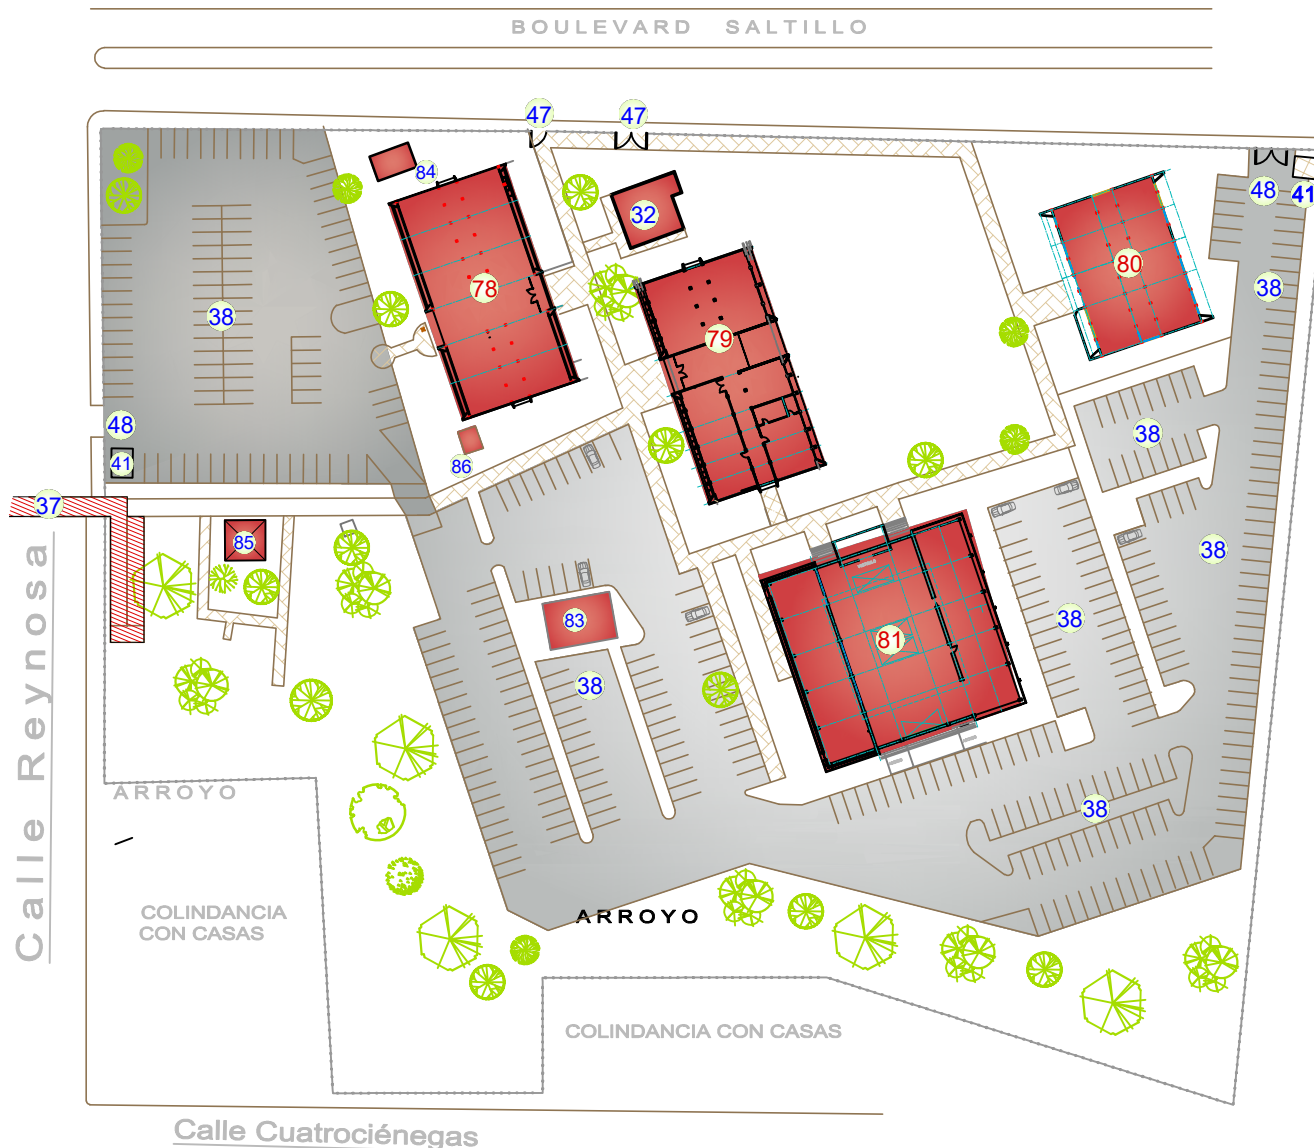 BOULEVARD SALTILLO
47
47
84
48
41
32
80
78
38
38
79
48
38
41
86
37
85
38
83
38
81
38
38
Calle Reynosa
ARROYO
COLINDANCIA
CON CASAS
ARROYO
COLINDANCIA CON CASAS
Calle Cuatrociénegas